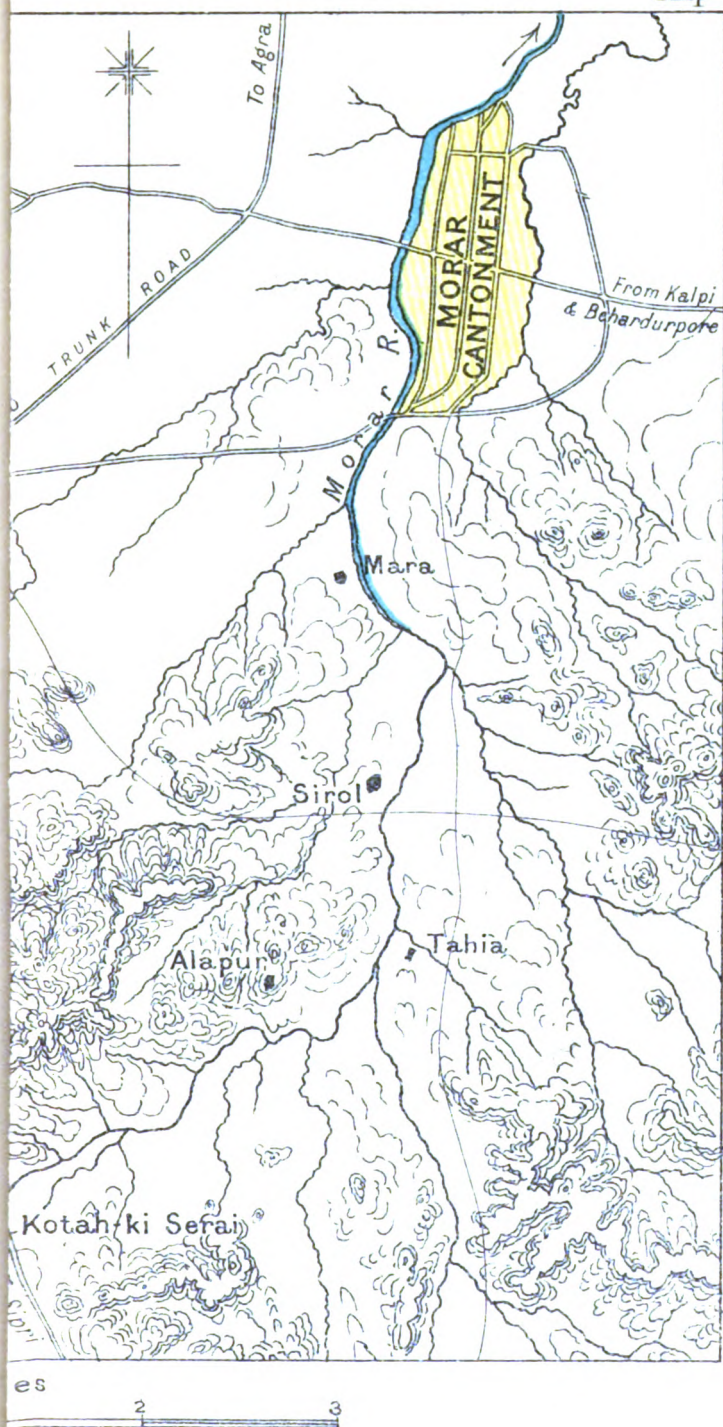 To Agra
TRUNK ROAD
MORAR
CANTONMENT
From Kalpi
& Behardurpore
Morar R.
Mara
Sirol
Alapur
Tahia
Kotah-ki Serai
es
2 3